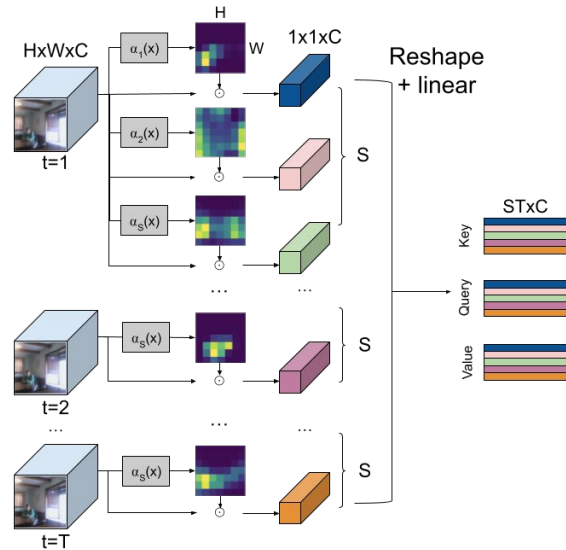 HxWxC
α₁(x)
H
W
1x1xC
Reshape
+ linear
t=1
α₂(x)
S
αₛ(x)
STxC
Key
...
...
Query
αₛ(x)
S
Value
t=2
...
...
...
αₛ(x)
S
t=T